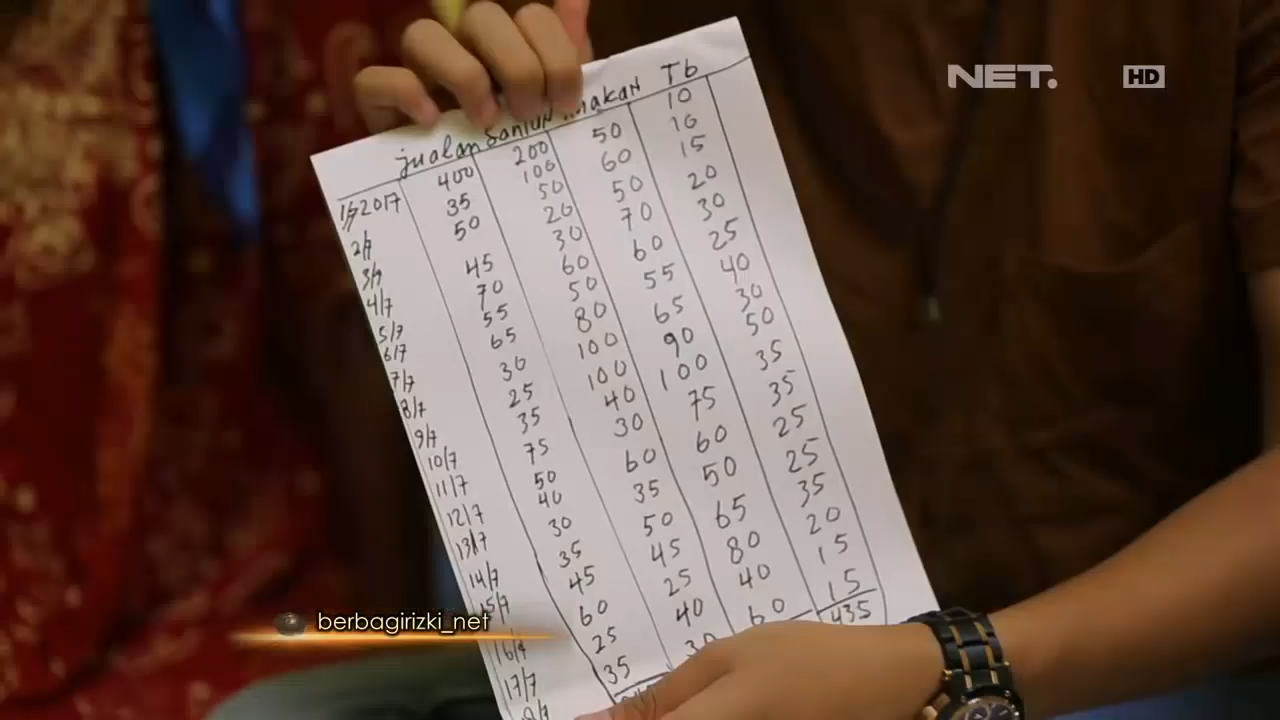 NET. HD
jualan Santun makan Tb
1/7 2017 400 200 50 10
2/7 35 100 60 10
3/7 50 50 50 15
4/7 45 20 70 20
5/7 70 30 60 30
6/7 55 60 55 25
7/7 65 50 65 40
8/7 30 80 90 30
9/7 25 100 100 50
10/7 35 100 75 35
11/7 75 40 60 35
12/7 50 30 50 25
13/7 40 60 65 25
14/7 30 35 80 35
15/7 35 50 40 20
16/7 45 45 60 15
17/7 60 25 15
25 40 435
35
berbagirizki_net